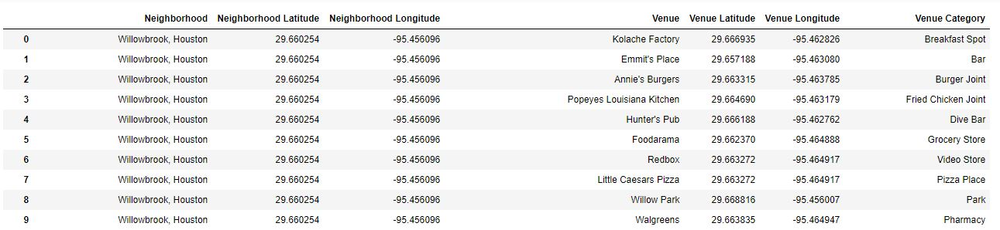 Neighborhood Neighborhood Latitude Neighborhood Longitude Venue Venue Latitude Venue Longitude Venue Category
0 Willowbrook, Houston 29.660254 -95.456096 Kolache Factory 29.666935 -95.462826 Breakfast Spot
1 Willowbrook, Houston 29.660254 -95.456096 Emmit's Place 29.657188 -95.463080 Bar
2 Willowbrook, Houston 29.660254 -95.456096 Annie's Burgers 29.663315 -95.463785 Burger Joint
3 Willowbrook, Houston 29.660254 -95.456096 Popeyes Louisiana Kitchen 29.664690 -95.463179 Fried Chicken Joint
4 Willowbrook, Houston 29.660254 -95.456096 Hunter's Pub 29.666188 -95.462762 Dive Bar
5 Willowbrook, Houston 29.660254 -95.456096 Foodarama 29.662370 -95.464888 Grocery Store
6 Willowbrook, Houston 29.660254 -95.456096 Redbox 29.663272 -95.464917 Video Store
7 Willowbrook, Houston 29.660254 -95.456096 Little Caesars Pizza 29.663272 -95.464917 Pizza Place
8 Willowbrook, Houston 29.660254 -95.456096 Willow Park 29.668816 -95.456007 Park
9 Willowbrook, Houston 29.660254 -95.456096 Walgreens 29.663835 -95.464947 Pharmacy